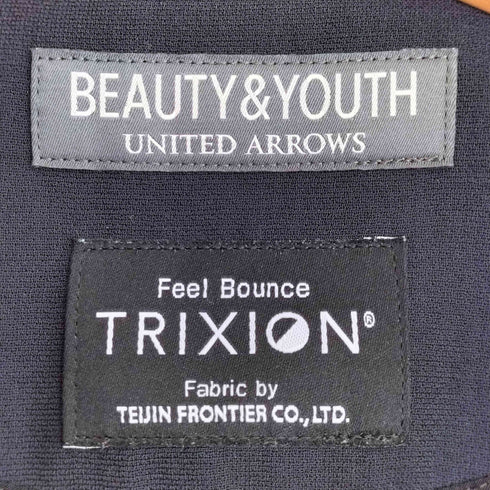 BEAUTY&YOUTH
UNITED ARROWS
Feel Bounce
TRIXION®
Fabric by
TEIJIN FRONTIER CO., LTD.